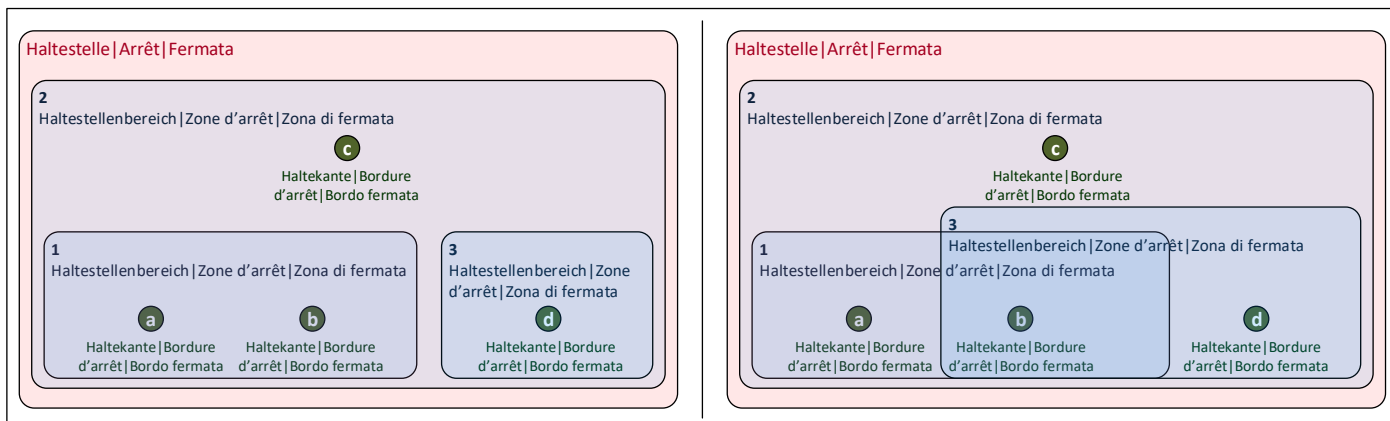 Haltestelle|Arrêt|Fermata
2
Haltestellenbereich|Zone d’arrêt|Zona di fermata
c
Haltekante|Bordure
d’arrêt|Bordo fermata
1
Haltestellenbereich|Zone d’arrêt|Zona di fermata
a
Haltekante|Bordure
d’arrêt|Bordo fermata
b
Haltekante|Bordure
d’arrêt|Bordo fermata
3
Haltestellenbereich|Zone
d’arrêt|Zona di fermata
d
Haltekante|Bordure
d’arrêt|Bordo fermata
Haltestelle|Arrêt|Fermata
2
Haltestellenbereich|Zone d’arrêt|Zona di fermata
c
Haltekante|Bordure
d’arrêt|Bordo fermata
3
Haltestellenbereich|Zone d’arrêt|Zona di fermata
1
Haltestellenbereich|Zone d’arrêt|Zona di fermata
a
Haltekante|Bordure
d’arrêt|Bordo fermata
b
Haltekante|Bordure
d’arrêt|Bordo fermata
d
Haltekante|Bordure
d’arrêt|Bordo fermata